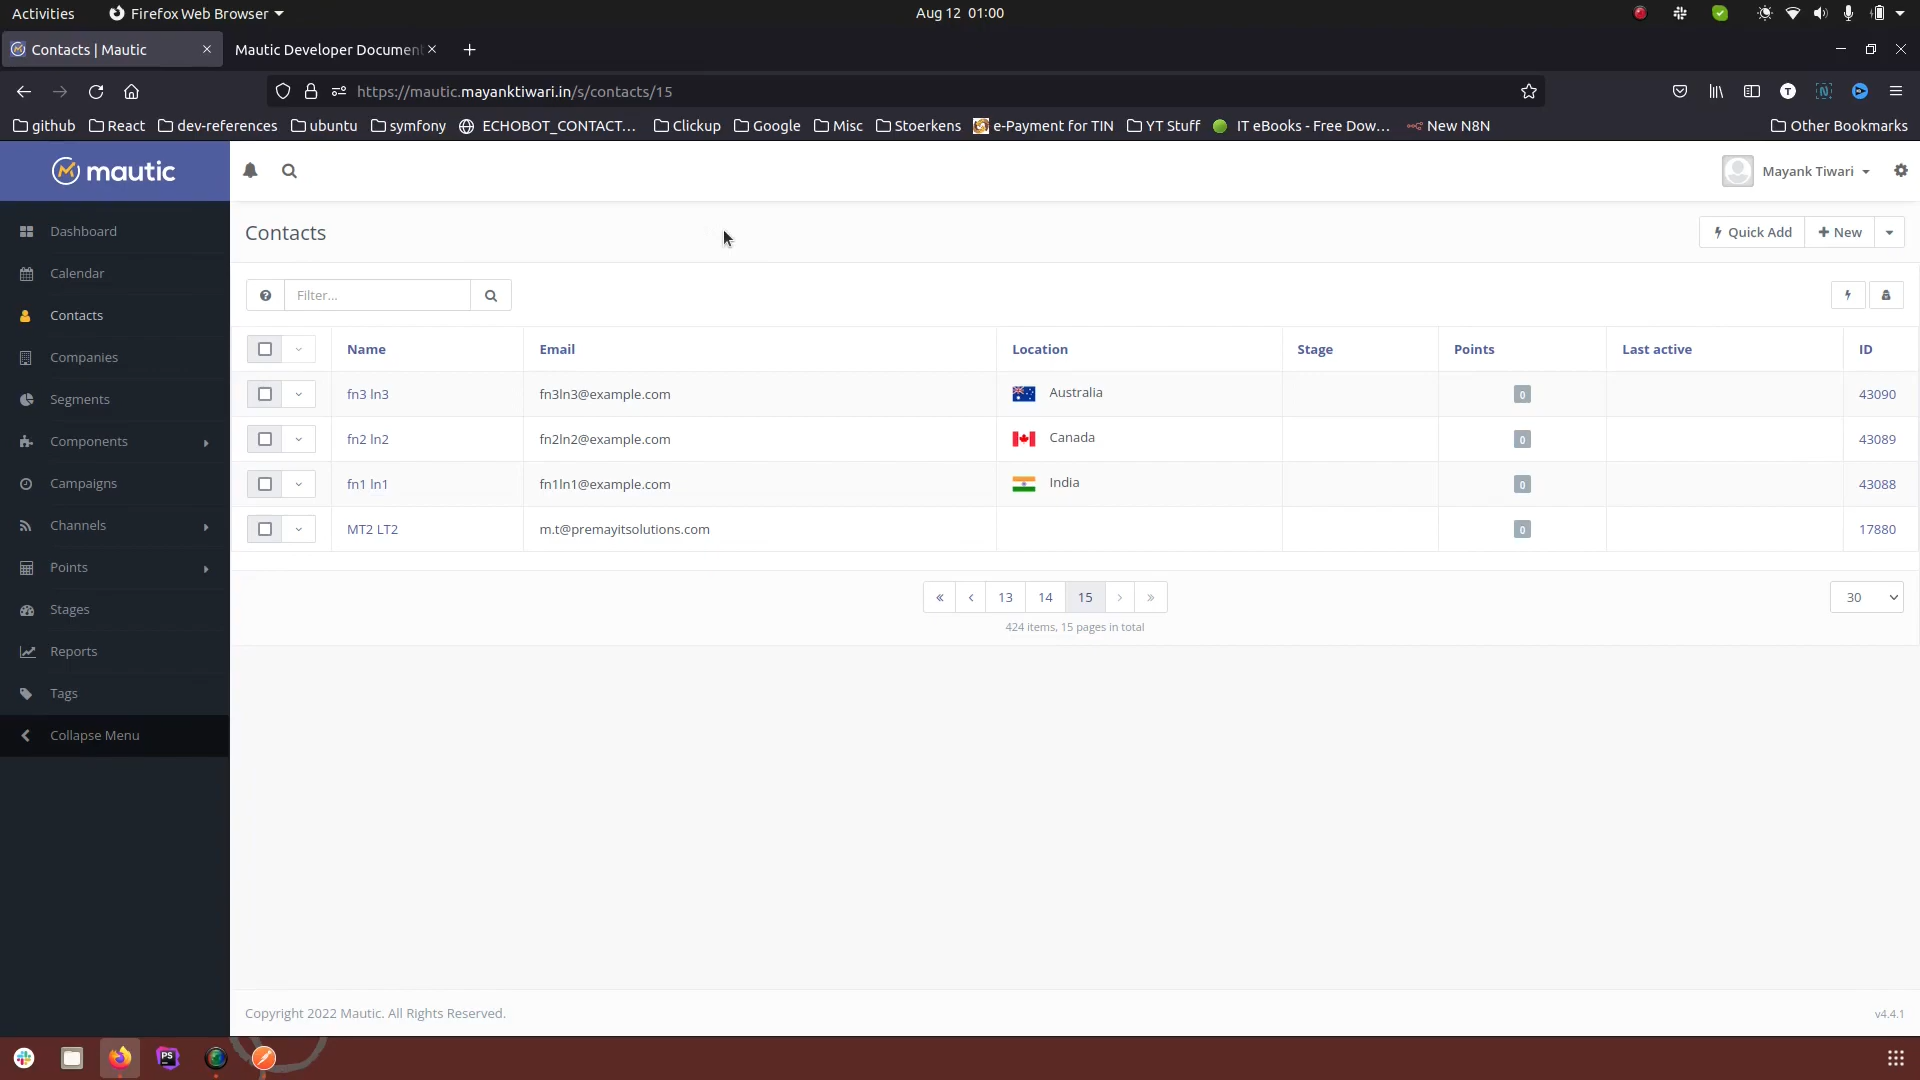 Activities Firefox Web Browser Aug 12 01:00
Contacts | Mautic Mautic Developer Document
https://mautic.mayanktiwari.in/s/contacts/15
github React dev-references ubuntu symfony ECHOBOT_CONTACT... Clickup Google Misc Stoerkens e-Payment for TIN YT Stuff IT eBooks - Free Dow... New N8N Other Bookmarks
mautic Mayank Tiwari
Dashboard
Calendar
Contacts
Companies
Segments
Components
Campaigns
Channels
Points
Stages
Reports
Tags
Collapse Menu
Contacts Quick Add New
Filter...
Name Email Location Stage Points Last active ID
fn3 ln3 fn3ln3@example.com Australia 0 43090
fn2 ln2 fn2ln2@example.com Canada 0 43089
fn1 ln1 fn1ln1@example.com India 0 43088
MT2 LT2 m.t@premayitsolutions.com 0 17880
« ‹ 13 14 15 › » 30
424 items, 15 pages in total
Copyright 2022 Mautic. All Rights Reserved. v4.4.1